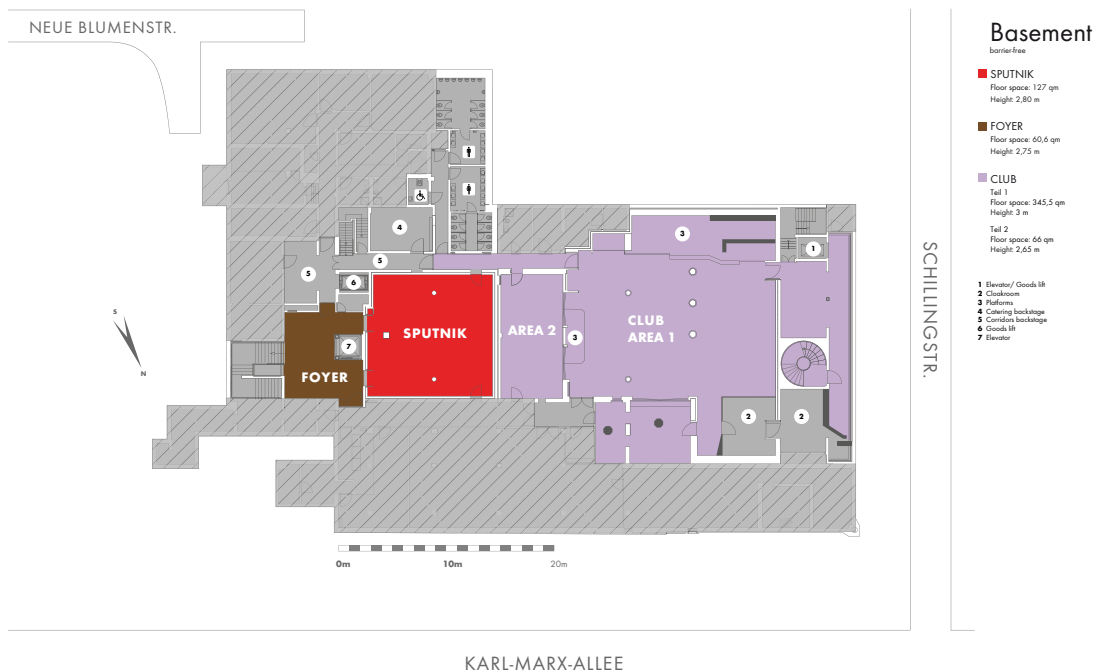 NEUE BLUMENSTR.
Basement
barrier-free
SPUTNIK
Floor space: 127 qm
Height: 2,80 m
FOYER
Floor space: 60,6 qm
Height: 2,75 m
CLUB
Teil 1
Floor space: 345,5 qm
Height: 3 m
Teil 2
Floor space: 66 qm
Height: 2,65 m
1 Elevator/ Goods lift
2 Cloakroom
3 Platforms
4 Catering backstage
5 Corridors backstage
6 Goods lift
7 Elevator
4
3
1
5
5
6
SPUTNIK
AREA 2
3
CLUB
AREA 1
7
FOYER
2
2
S
N
SCHILLINGSTR.
0m 10m 20m
KARL-MARX-ALLEE